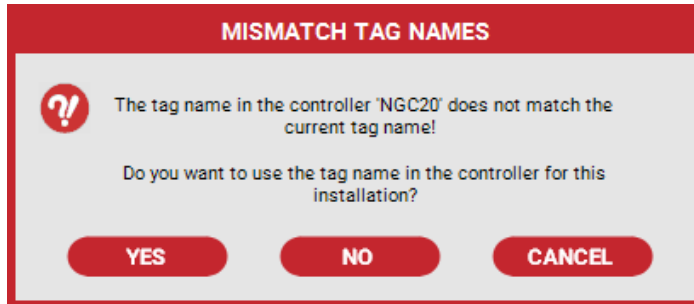 MISMATCH TAG NAMES
?!
The tag name in the controller 'NGC20' does not match the
current tag name!
Do you want to use the tag name in the controller for this
installation?
YES NO CANCEL